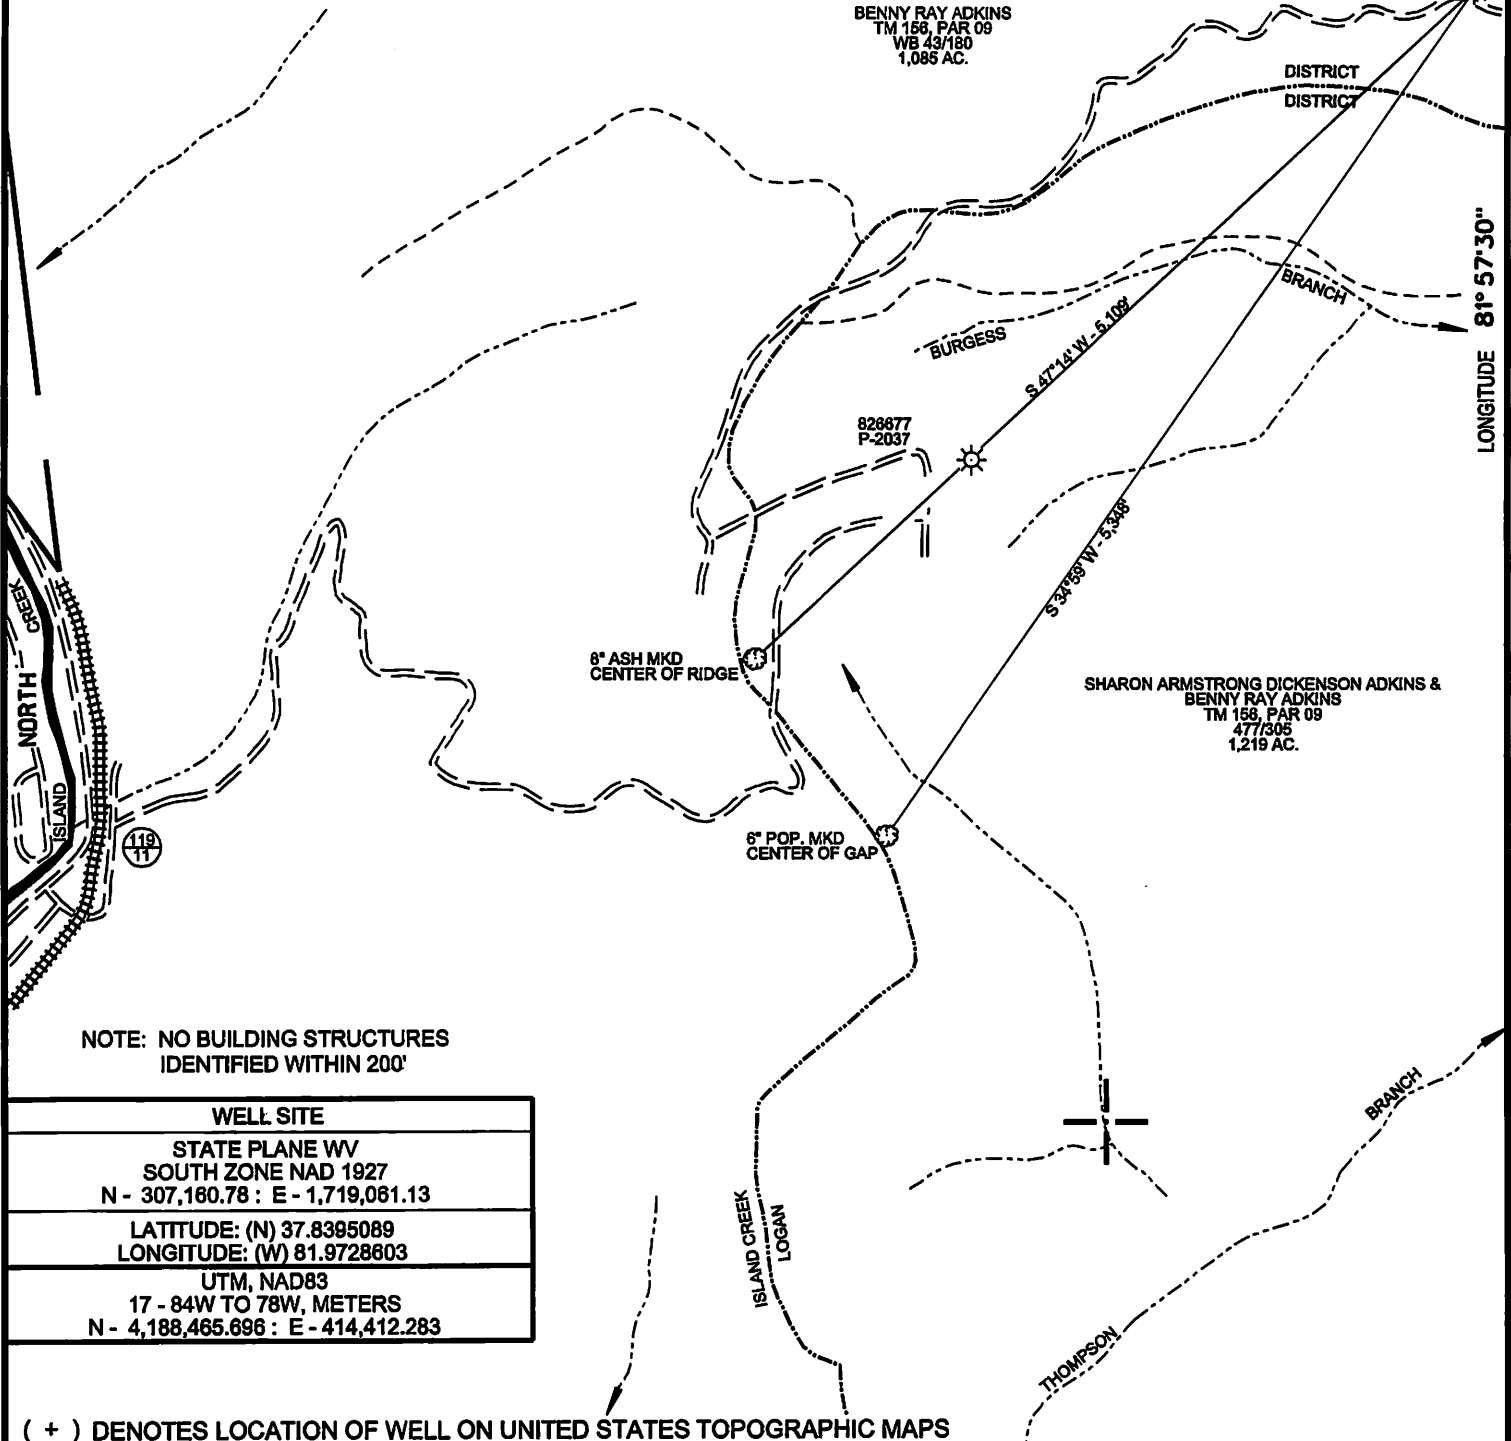 BENNY RAY ADKINS
TM 156, PAR 09
WB 43/180
1,085 AC.
DISTRICT
DISTRICT
LONGITUDE 81° 57'30"
BRANCH
BURGESS
S 47°14' W - 5,109'
826677
P-2037
S 34°59' W - 5,348'
CREEK
NORTH
ISLAND
119
11
8" ASH MKD
CENTER OF RIDGE
SHARON ARMSTRONG DICKENSON ADKINS &
BENNY RAY ADKINS
TM 156, PAR 09
477/305
1,219 AC.
6" POP. MKD
CENTER OF GAP
NOTE: NO BUILDING STRUCTURES
IDENTIFIED WITHIN 200'
WELL SITE
STATE PLANE WV
SOUTH ZONE NAD 1927
N - 307,160.78 : E - 1,719,061.13
LATITUDE: (N) 37.8395089
LONGITUDE: (W) 81.9728603
UTM, NAD83
17 - 84W TO 78W, METERS
N - 4,188,465.696 : E - 414,412.283
ISLAND CREEK
LOGAN
BRANCH
THOMPSON
( + ) DENOTES LOCATION OF WELL ON UNITED STATES TOPOGRAPHIC MAPS